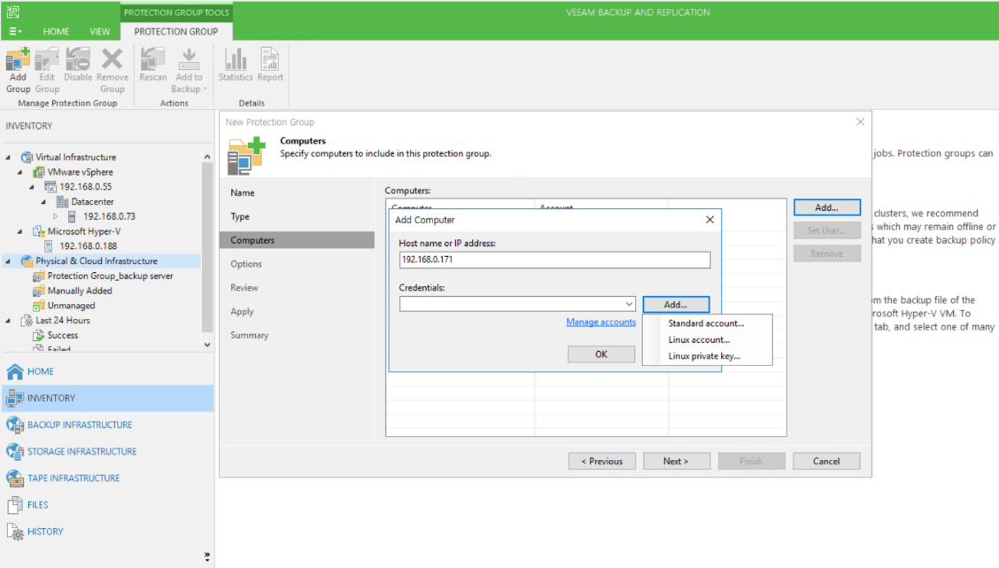 PROTECTION GROUP TOOLS
VEEAM BACKUP AND REPLICATION
HOME VIEW PROTECTION GROUP
Add Group
Edit Group
Disable
Remove Group
Rescan
Add to Backup
Statistics
Report
Manage Protection Group
Actions
Details
INVENTORY
Virtual Infrastructure
VMware vSphere
192.168.0.55
Datacenter
192.168.0.73
Microsoft Hyper-V
192.168.0.188
Physical & Cloud Infrastructure
Protection Group_backup server
Manually Added
Unmanaged
Last 24 Hours
Success
Failed
HOME
INVENTORY
BACKUP INFRASTRUCTURE
STORAGE INFRASTRUCTURE
TAPE INFRASTRUCTURE
FILES
HISTORY
New Protection Group
Computers
Specify computers to include in this protection group.
Name
Type
Computers
Options
Review
Apply
Summary
Computers:
Computer Account
Add...
Set User...
Remove
Add Computer
Host name or IP address:
192.168.0.171
Credentials:
Add...
Manage accounts
Standard account...
Linux account...
Linux private key...
OK
< Previous
Next >
Finish
Cancel
jobs. Protection groups can
clusters, we recommend
which may remain offline or
that you create backup policy
the backup file of the
Hyper-V VM. To
tab, and select one of many